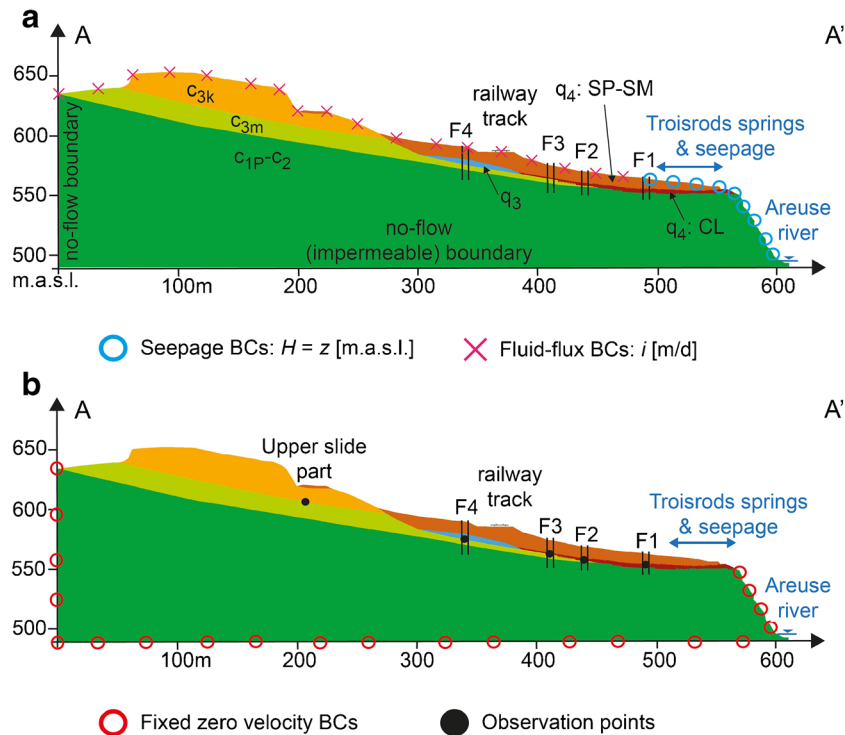 a
A
A’
650
600
550
500
m.a.s.l.
no-flow boundary
c3k
c3m
c1P-c2
q4: SP-SM
railway
track
F4
F3
F2
F1
Troisrods springs
& seepage
q3
q4: CL
Areuse
river
no-flow
(impermeable) boundary
100m
200
300
400
500
600
Seepage BCs: H = z [m.a.s.l.]
Fluid-flux BCs: i [m/d]
b
A
A’
650
600
550
500
Upper slide
part
railway
track
F4
F3
F2
F1
Troisrods springs
& seepage
Areuse
river
100m
200
300
400
500
600
Fixed zero velocity BCs
Observation points